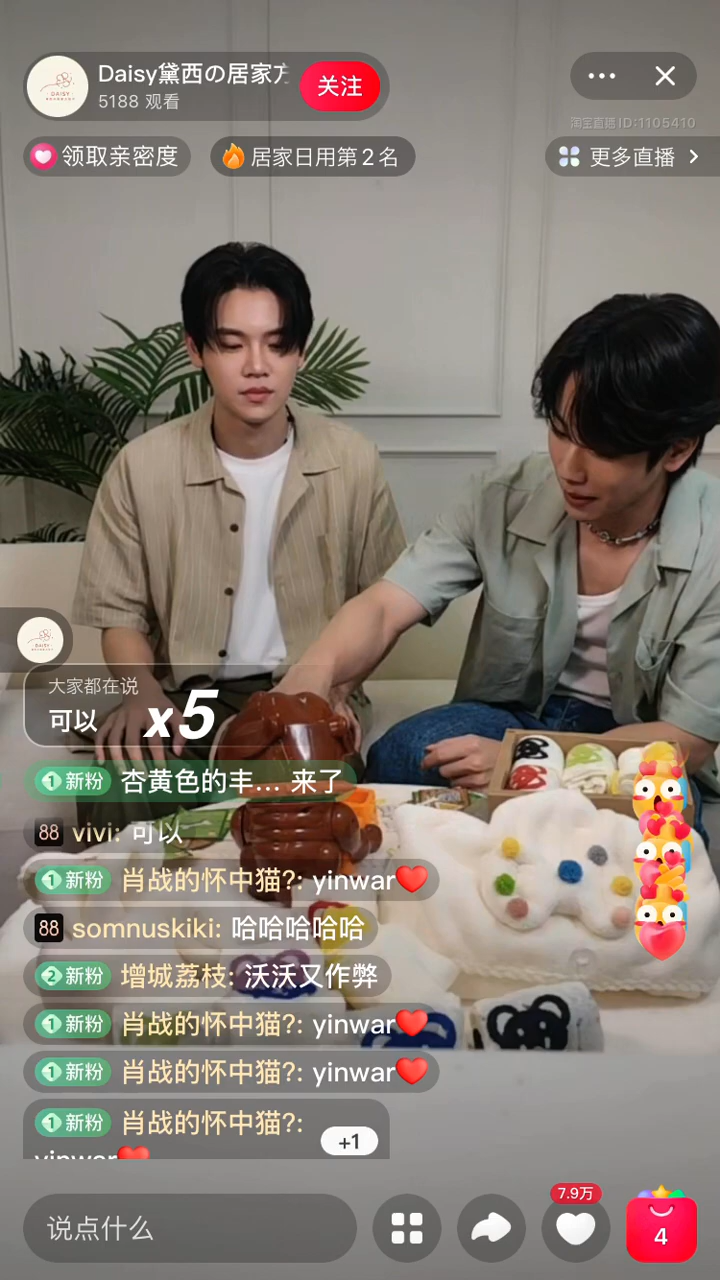 Daisy黛西の居家方
5188 观看
关注
淘宝直播ID:1105410
领取亲密度
居家日用第2名
更多直播
DAISY
大家都在说
可以
x5
1 新粉 杏黄色的丰... 来了
88 vivi: 可以
1 新粉 肖战的怀中猫?: yinwar❤️
88 somnuskiki: 哈哈哈哈哈
2 新粉 增城荔枝: 沃沃又作弊
1 新粉 肖战的怀中猫?: yinwar❤️
1 新粉 肖战的怀中猫?: yinwar❤️
1 新粉 肖战的怀中猫?:
yinwar❤️
+1
说点什么
7.9万
4